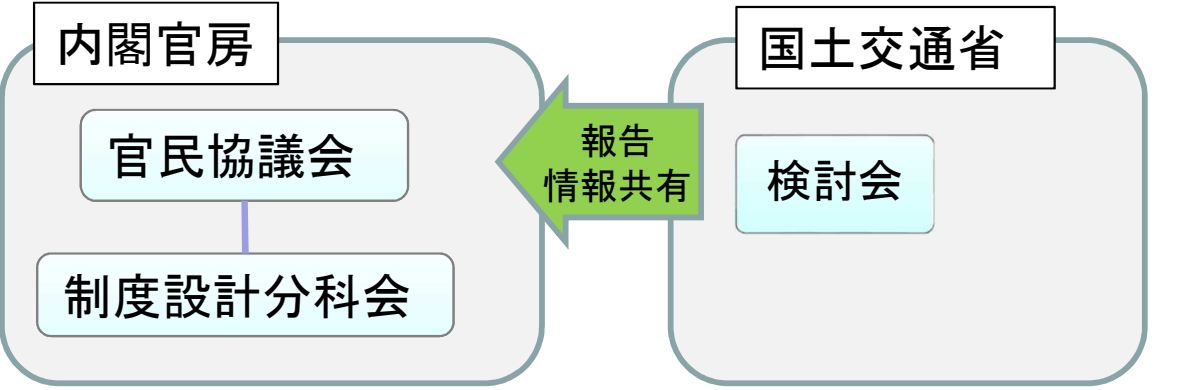 内閣官房
官民協議会
制度設計分科会
報告
情報共有
国土交通省
検討会